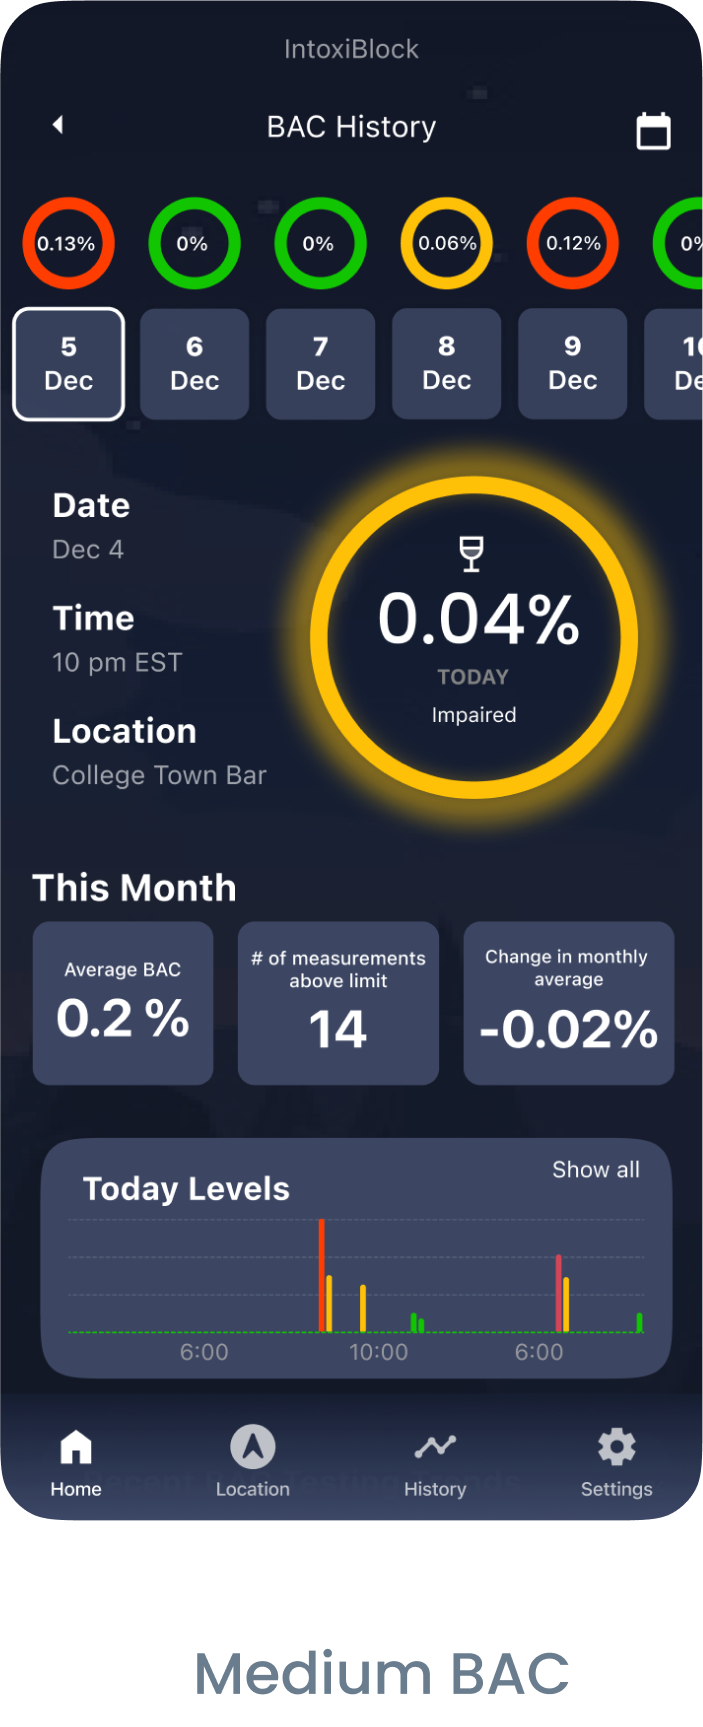 IntoxiBlock
BAC History
0.13%
0%
0%
0.06%
0.12%
0%
5
Dec
6
Dec
7
Dec
8
Dec
9
Dec
Date
Dec 4
Time
10 pm EST
Location
College Town Bar
0.04%
TODAY
Impaired
This Month
Average BAC
0.2 %
# of measurements
above limit
14
Change in monthly
average
-0.02%
Today Levels
Show all
6:00
10:00
6:00
Home
Location
History
Settings
Medium BAC